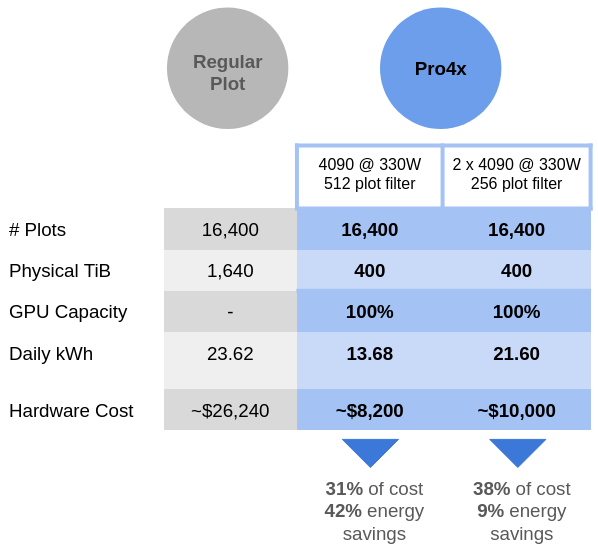 Regular
Plot
Pro4x
4090 @ 330W
512 plot filter
2 x 4090 @ 330W
256 plot filter
# Plots 16,400 16,400 16,400
Physical TiB 1,640 400 400
GPU Capacity - 100% 100%
Daily kWh 23.62 13.68 21.60
Hardware Cost ~$26,240 ~$8,200 ~$10,000
31% of cost
42% energy
savings
38% of cost
9% energy
savings